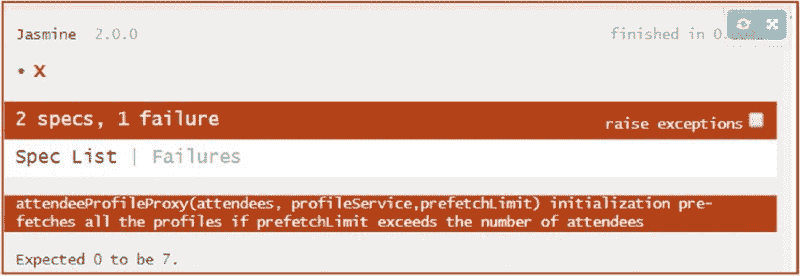 Jasmine 2.0.0
finished in
• x
2 specs, 1 failure
raise exceptions
Spec List | Failures
attendeeProfileProxy(attendees, profileService,prefetchLimit) initialization pre-
fetches all the profiles if prefetchLimit exceeds the number of attendees
Expected 0 to be 7.